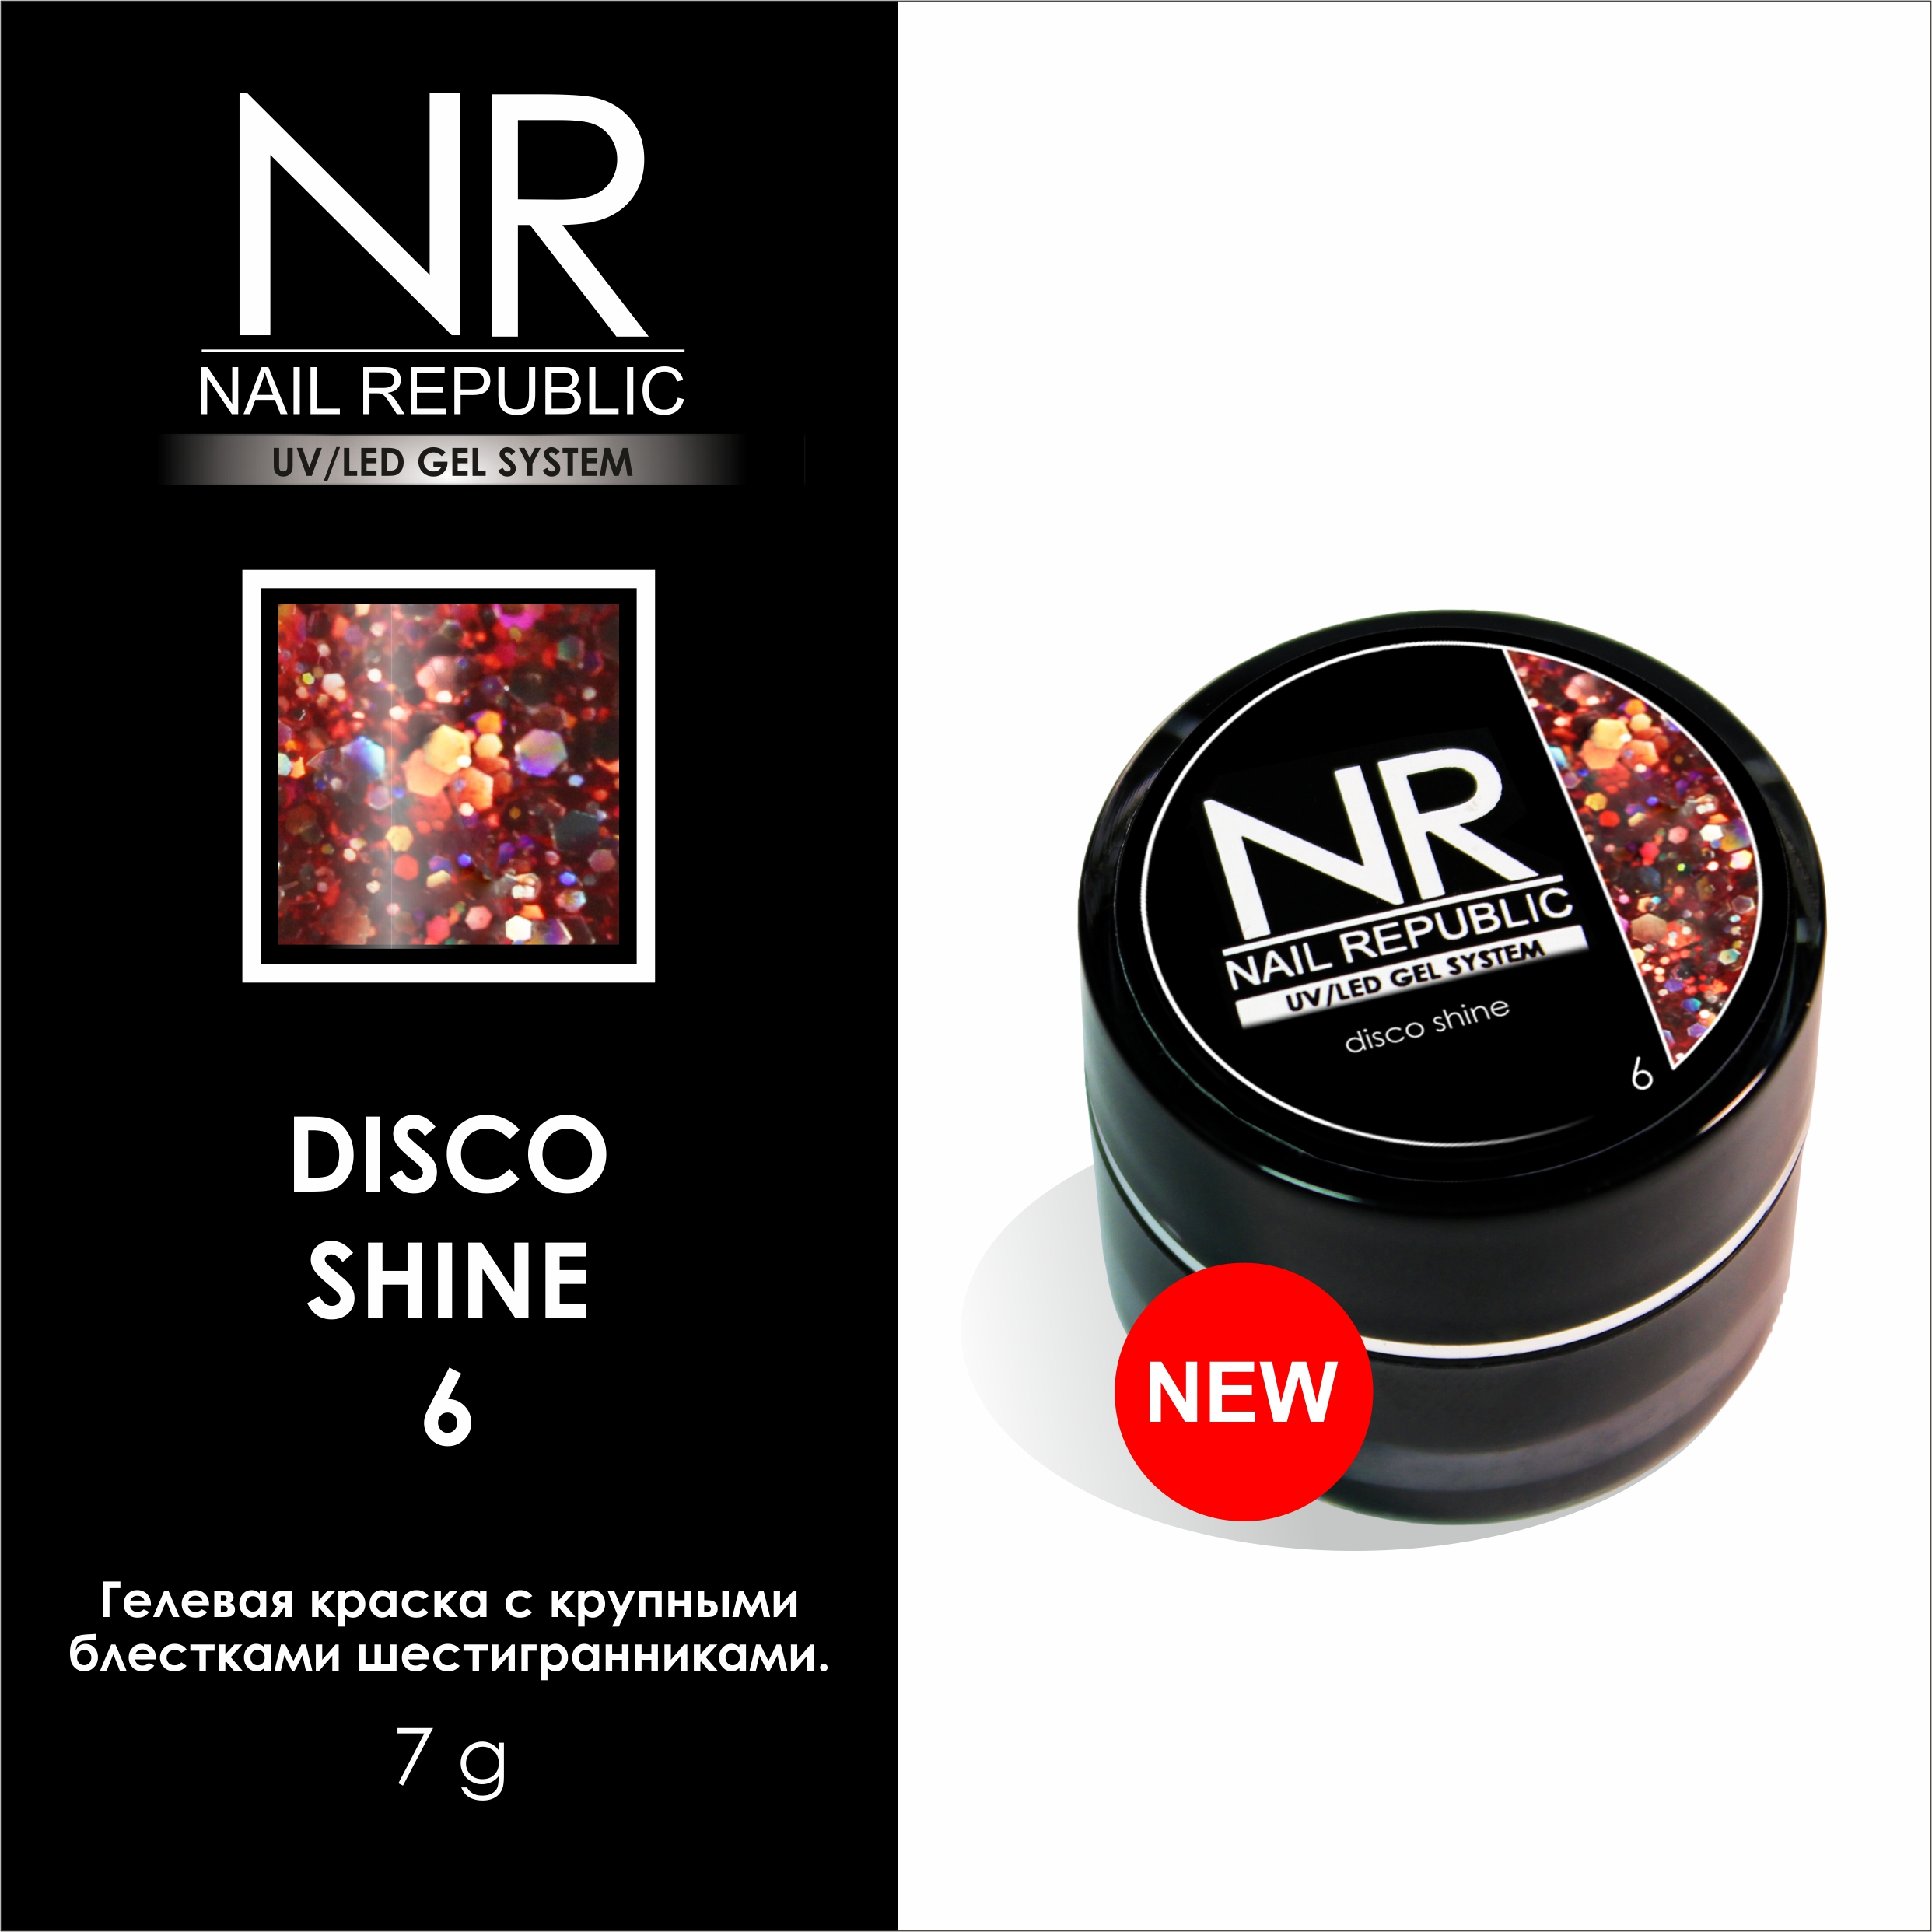 NR
NAIL REPUBLIC
UV/LED GEL SYSTEM
DISCO
SHINE
6
Гелевая краска с крупными
блестками шестигранниками.
7 g
NR
NAIL REPUBLIC
UV/LED GEL SYSTEM
disco shine
6
NEW